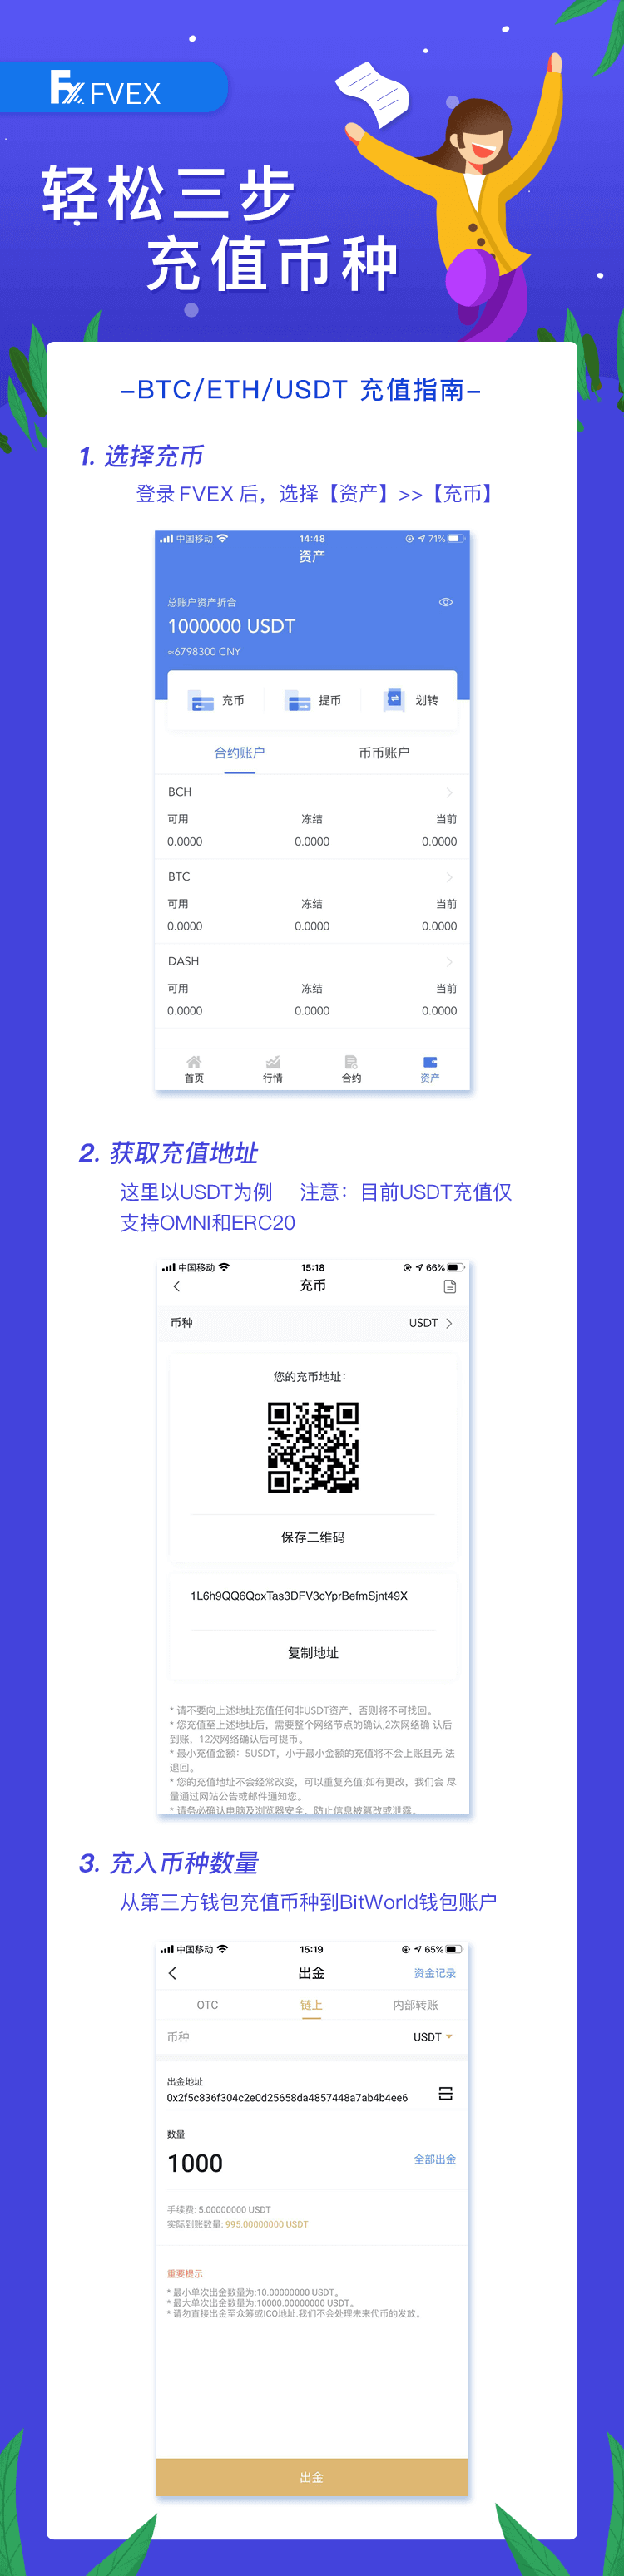 FVEX
轻松三步
充值币种
-BTC/ETH/USDT 充值指南-
1. 选择充币
登录 FVEX 后，选择【资产】>>【充币】
中国移动 14:48 71%
资产
总账户资产折合
1000000 USDT
≈6798300 CNY
充币 提币 划转
合约账户 币币账户
BCH
可用 冻结 当前
0.0000 0.0000 0.0000
BTC
可用 冻结 当前
0.0000 0.0000 0.0000
DASH
可用 冻结 当前
0.0000 0.0000 0.0000
首页 行情 合约 资产
2. 获取充值地址
这里以USDT为例 注意：目前USDT充值仅
支持OMNI和ERC20
中国移动 15:18 66%
充币
币种 USDT
您的充币地址：
保存二维码
1L6h9QQ6QoxTas3DFV3cYprBefmSjnt49X
复制地址
* 请不要向上述地址充值任何非USDT资产，否则将不可找回。
* 您充值至上述地址后，需要整个网络节点的确认,2次网络确 认后
到账，12次网络确认后可提币。
* 最小充值金额：5USDT，小于最小金额的充值将不会上账且无 法
退回。
* 您的充值地址不会经常改变，可以重复充值;如有更改，我们会 尽
量通过网站公告或邮件通知您。
* 请务必确认电脑及浏览器安全，防止信息被篡改或泄露。
3. 充入币种数量
从第三方钱包充值币种到BitWorld钱包账户
中国移动 15:19 65%
出金 资金记录
OTC 链上 内部转账
币种 USDT
出金地址
0x2f5c836f304c2e0d25658da4857448a7ab4b4ee6
数量
1000 全部出金
手续费: 5.00000000 USDT
实际到账数量: 995.00000000 USDT
重要提示
* 最小单次出金数量为:10.00000000 USDT。
* 最大单次出金数量为:10000.00000000 USDT。
* 请勿直接出金至众筹或ICO地址.我们不会处理未来代币的发放。
出金